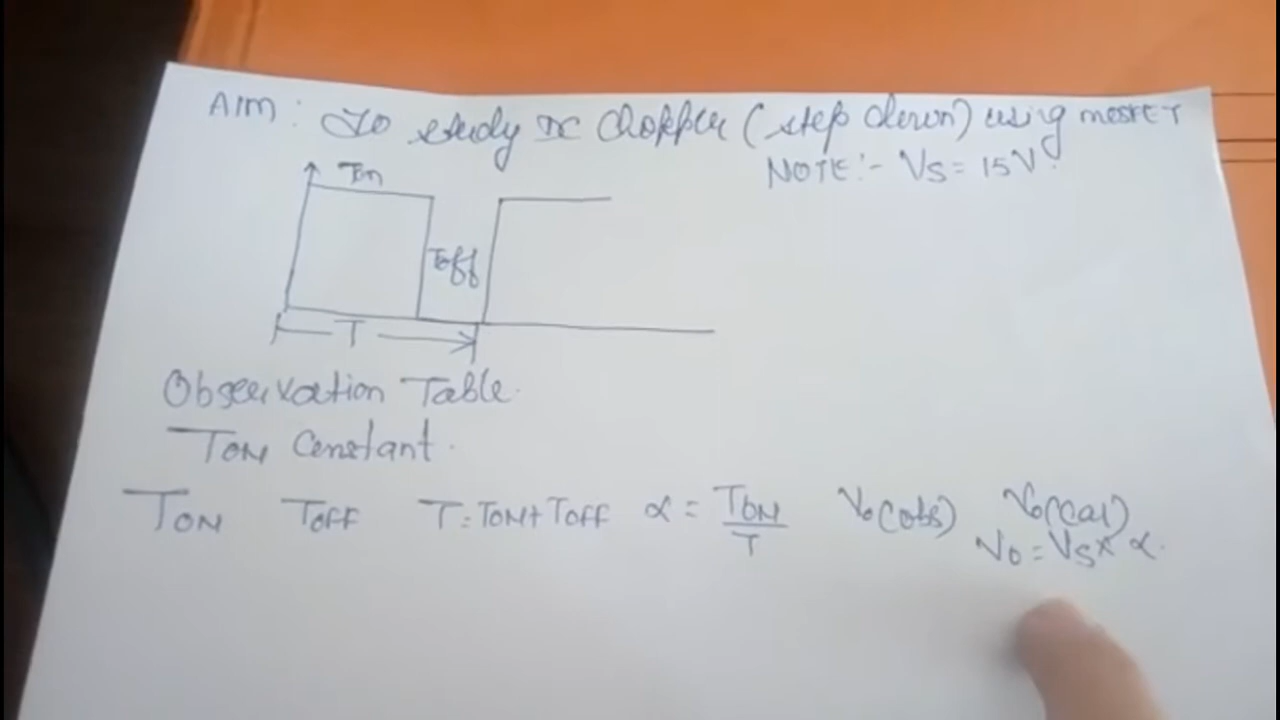 AIM: To study DC Chopper (step down) using MOSFET
NOTE:- Vs = 15V
Ton
Toff
T
Observation Table.
TON Constant.
TON TOFF T = TON + TOFF α = TON/T Vo(obs) Vo(cal)
Vo = Vs x α.